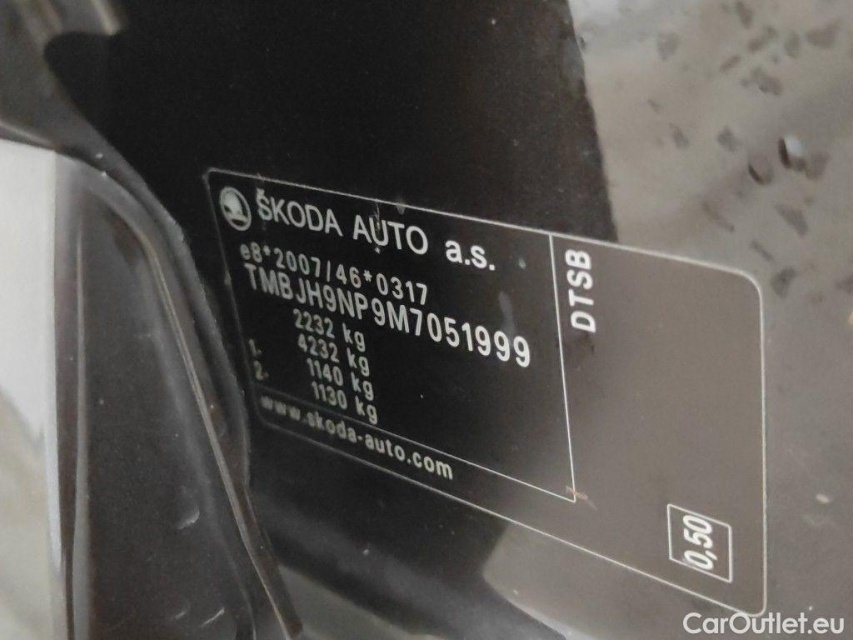 ŠKODA AUTO a.s.
e8*2007/46*0317
TMBJH9NP9M7051999
2232 kg
4232 kg
1. 1140 kg
2. 1130 kg
www.skoda-auto.com
DTSB
0,50
CarOutlet.eu